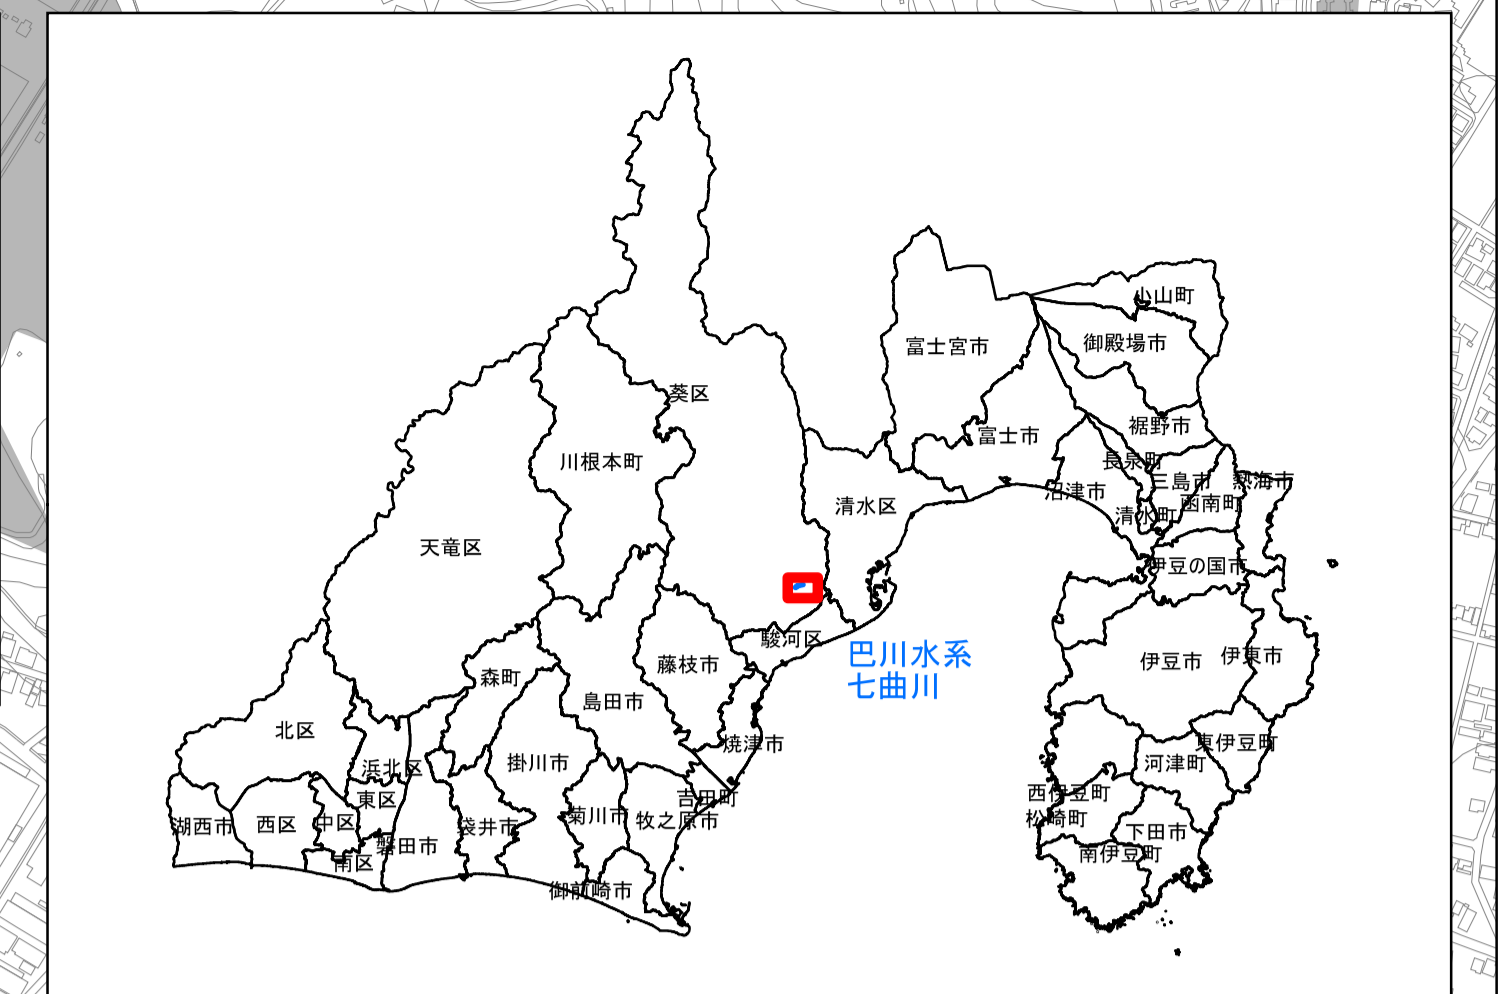 小山町
御殿場市
富士宮市
葵区
裾野市
富士市
長泉町
川根本町
三島市
熱海市
沼津市
函南町
清水区
清水町
天竜区
伊豆の国市
駿河区
巴川水系
七曲川
伊東市
伊豆市
藤枝市
森町
島田市
北区
焼津市
東伊豆町
掛川市
河津町
浜北区
西伊豆町
東区
吉田町
菊川市
松崎町
牧之原市
湖西市
西区
中区
袋井市
下田市
磐田市
南伊豆町
南区
御前崎市